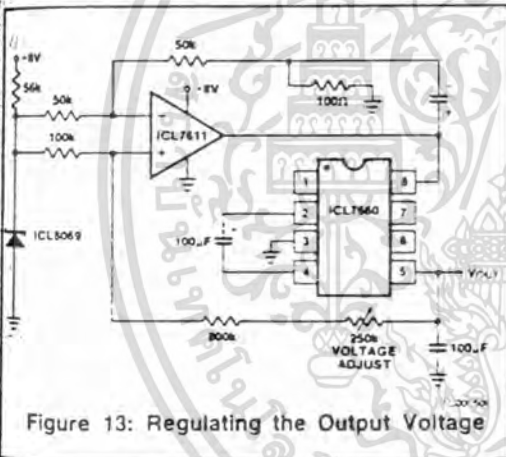 -8V
56k
50k
50k
100k
-8V
100Ω
ICL7611
ICL8069
ICL7660
1
2
3
4
8
7
6
5
100µF
VOUT
800k
250k
VOLTAGE
ADJUST
100µF
Figure 13: Regulating the Output Voltage